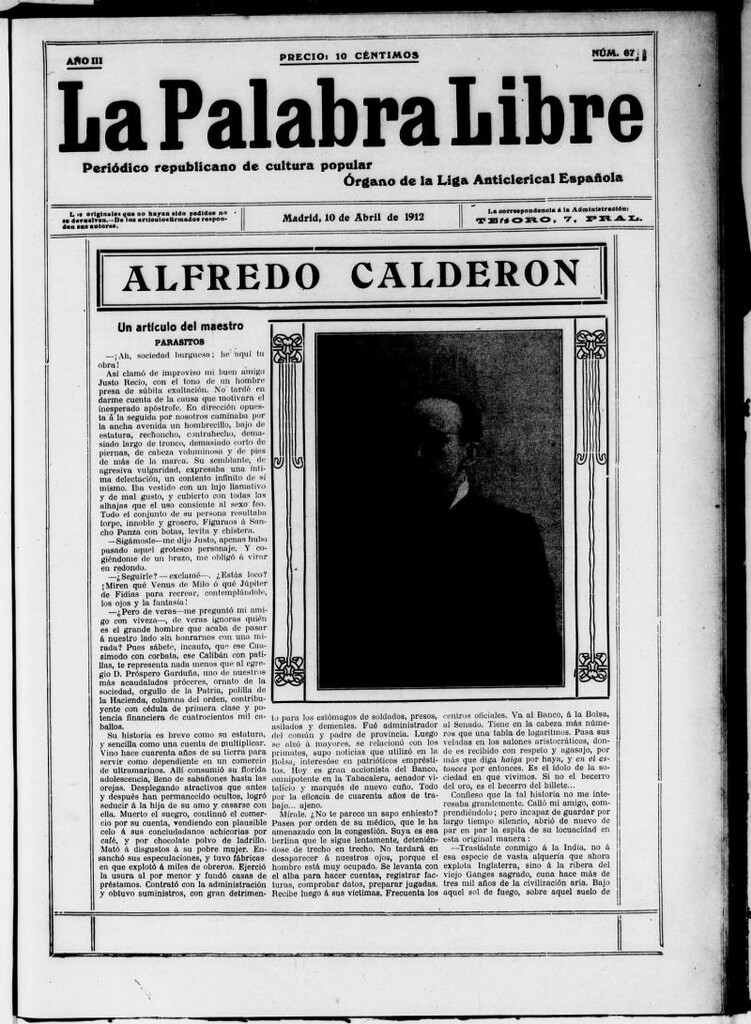 AÑO III
PRECIO: 10 CÉNTIMOS
NÚM. 67
La Palabra Libre
Periódico republicano de cultura popular
Órgano de la Liga Anticlerical Española
Los originales que no hayan sido pedidos no
se devuelven.—De los artículos firmados respon-
den sus autores.
Madrid, 10 de Abril de 1912
La correspondencia á la Administración:
TESORO, 7, PRAL.
ALFREDO CALDERON
Un artículo del maestro
PARASITOS
—¡Ah, sociedad burguesa; he aquí tu
obra!
Así clamó de improviso mi buen amigo
Justo Recio, con el tono de un hombre
presa de súbita exaltación. No tardé en
darme cuenta de la causa que motivara el
inesperado apóstrofe. En dirección opues-
ta á la seguida por nosotros caminaba por
la ancha avenida un hombrecillo, bajo de
estatura, rechoncho, contrahecho, dema-
siado largo de tronco, demasiado corto de
piernas, de cabeza voluminosa y de pies
de más de la marca. Su semblante, de
agresiva vulgaridad, expresaba una ínti-
ma delectación, un contento infinito de sí
mismo. Iba vestido con un lujo llamativo
y de mal gusto, y cubierto con todas las
alhajas que el uso consiente al sexo feo.
Todo el conjunto de su persona resultaba
torpe, innoble y grosero. Figuraos á San-
cho Panza con botas, levita y chistera.
—Sigámosle—me dijo Justo, apenas hubo
pasado aquel grotesco personaje. Y co-
giéndome de un brazo, me obligó á virar
en redondo.
—¿Seguirle?—exclamé—. ¿Estás loco?
¡Miren qué Venus de Milo ó qué Júpiter
de Fidias para recrear, contemplándole,
los ojos y la fantasía!
—¿Pero de veras—me preguntó mi ami-
go con viveza—, de veras ignoras quién
es el grande hombre que acaba de pasar
á nuestro lado sin honrarnos con una mi-
rada? Pues sábete, incauto, que ese Cua-
simodo con corbata, ese Calibán con pati-
llas, te representa nada menos que al egre-
gio D. Próspero Garduña, uno de nuestros
más acaudalados próceres, ornato de la
sociedad, orgullo de la Patria, polilla de
la Hacienda, columna del orden, contribu-
yente con cédula de primera clase y po-
tencia financiera de cuatrocientos mil ca-
ballos.
Su historia es breve como su estatura,
y sencilla como una cuenta de multiplicar.
Vino hace cuarenta años de su tierra para
servir como dependiente en un comercio
de ultramarinos. Allí consumió su florida
adolescencia, lleno de sabañones hasta las
orejas. Desplegando atractivos que antes
y después han permanecido ocultos, logró
seducir á la hija de su amo y casarse con
ella. Muerto el suegro, continuó el comer-
cio por su cuenta, vendiendo con plausible
celo á sus conciudadanos achicorias por
café, y por chocolate polvo de ladrillo.
Mató á disgustos á su pobre mujer. En-
sanchó sus especulaciones, y tuvo fábricas
en que explotó á miles de obreros. Ejerció
la usura al por menor y fundó casas de
préstamos. Contrató con la administración
y obtuvo suministros, con gran detrimen-
to para los estómagos de soldados, presos,
asilados y dementes. Fué administrador
del común y padre de provincia. Luego
se alzó á mayores, se relacionó con los
primates, supo noticias que utilizó en la
Bolsa, interesóse en patrióticos emprésti-
tos. Hoy es gran accionista del Banco,
omnipotente en la Tabacalera, senador vi-
talicio y marqués de nuevo cuño. Todo
por la eficacia de cuarenta años de tra-
bajo... ajeno.
Mírale. ¿No te parece un sapo enhiesto?
Pasea por orden de su médico, que le ha
amenazado con la congestión. Suya es esa
berlina que le sigue lentamente, detenién-
dose de trecho en trecho. No tardará en
desaparecer á nuestros ojos, porque el
hombre está muy ocupado. Se levanta con
el alba para hacer cuentas, registrar fac-
turas, comprobar datos, preparar jugadas.
Recibe luego á sus víctimas. Frecuenta los
centros oficiales. Va al Banco, á la Bolsa,
al Senado. Tiene en la cabeza más núme-
ros que una tabla de logaritmos. Pasa sus
veladas en los salones aristocráticos, don-
de es recibido con respeto y agasajo, por
más que diga haiga por haya, y en el es-
tonces por entonces. Es el ídolo de la so-
ciedad en que vivimos. Si no el becerro
del oro, es el becerro del billete...
Confieso que la tal historia no me inte-
resaba grandemente. Calló mi amigo, com-
prendiéndolo; pero incapaz de guardar por
largo tiempo silencio, abrió de nuevo de
par en par la espita de su locuacidad en
esta original manera:
—Trasládate conmigo á la India, no á
esa especie de vasta alquería que ahora
explota Inglaterra, sino á la ribera del
viejo Ganges sagrado, cuna hace más de
tres mil años de la civilización aria. Bajo
aquel sol de fuego, sobre aquel suelo de